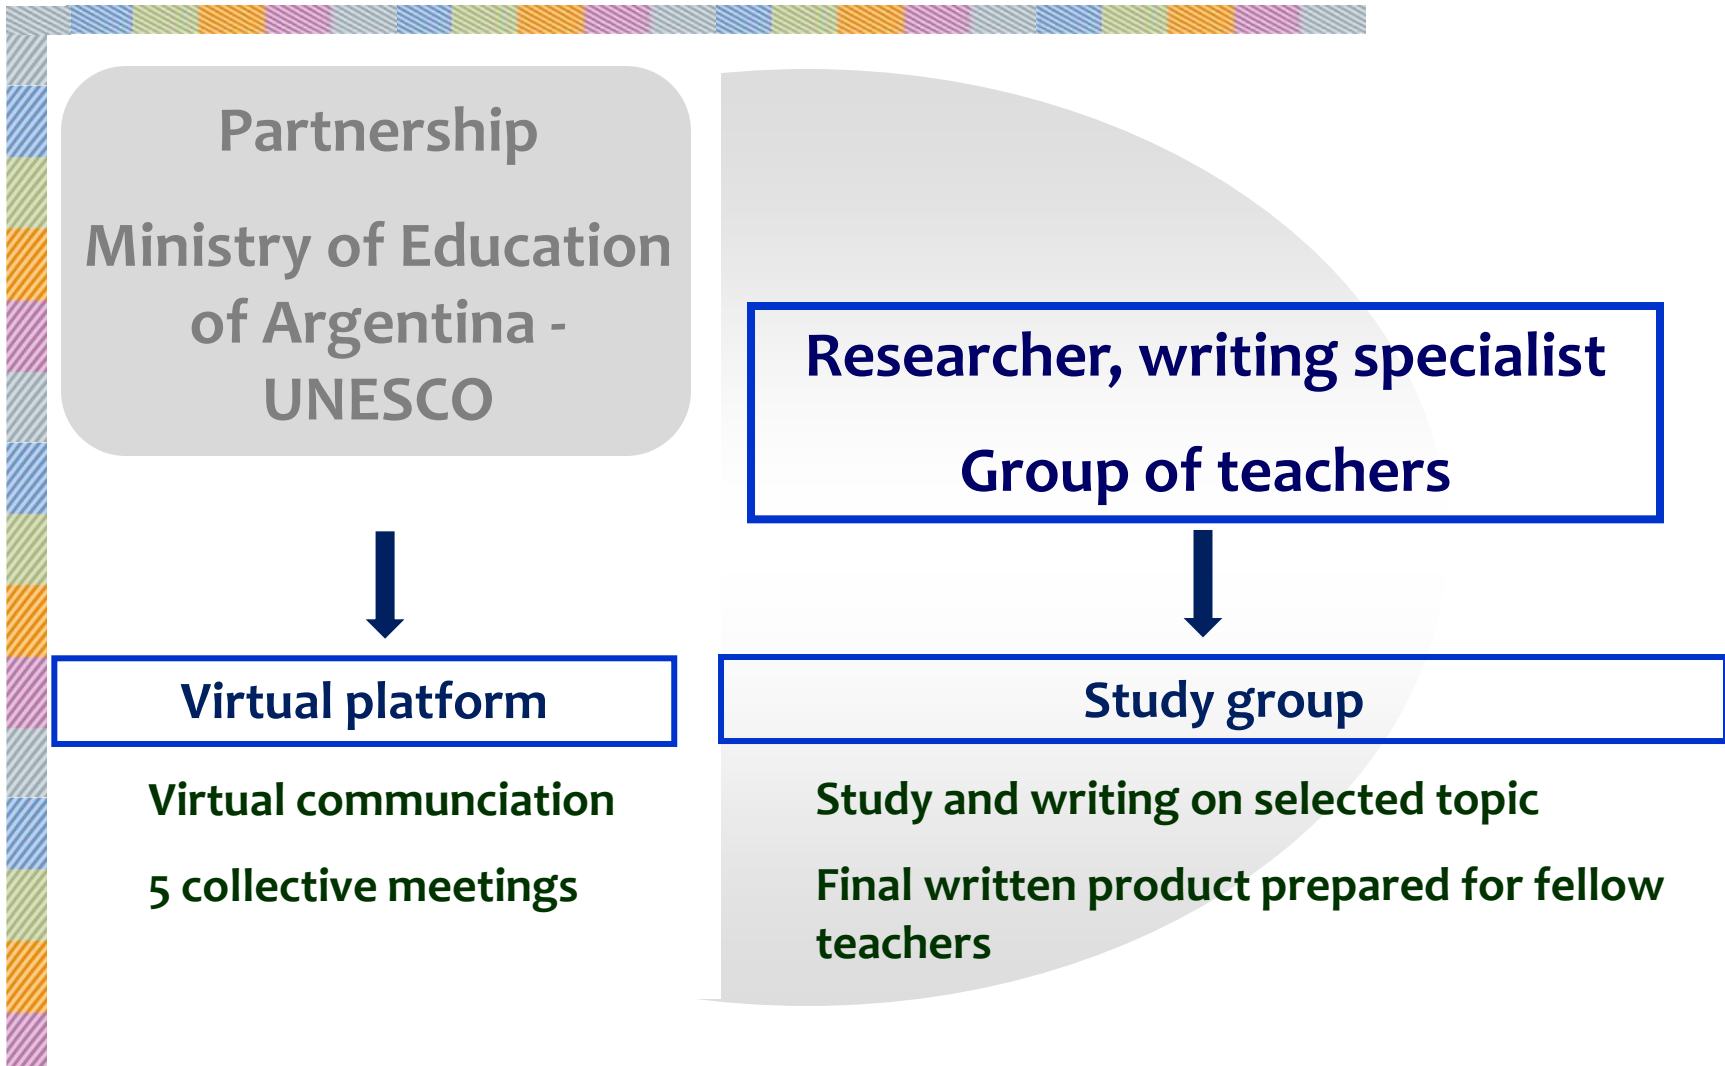 Partnership
Ministry of Education
of Argentina -
UNESCO
Researcher, writing specialist
Group of teachers
Virtual platform
Virtual communciation
5 collective meetings
Study group
Study and writing on selected topic
Final written product prepared for fellow
teachers